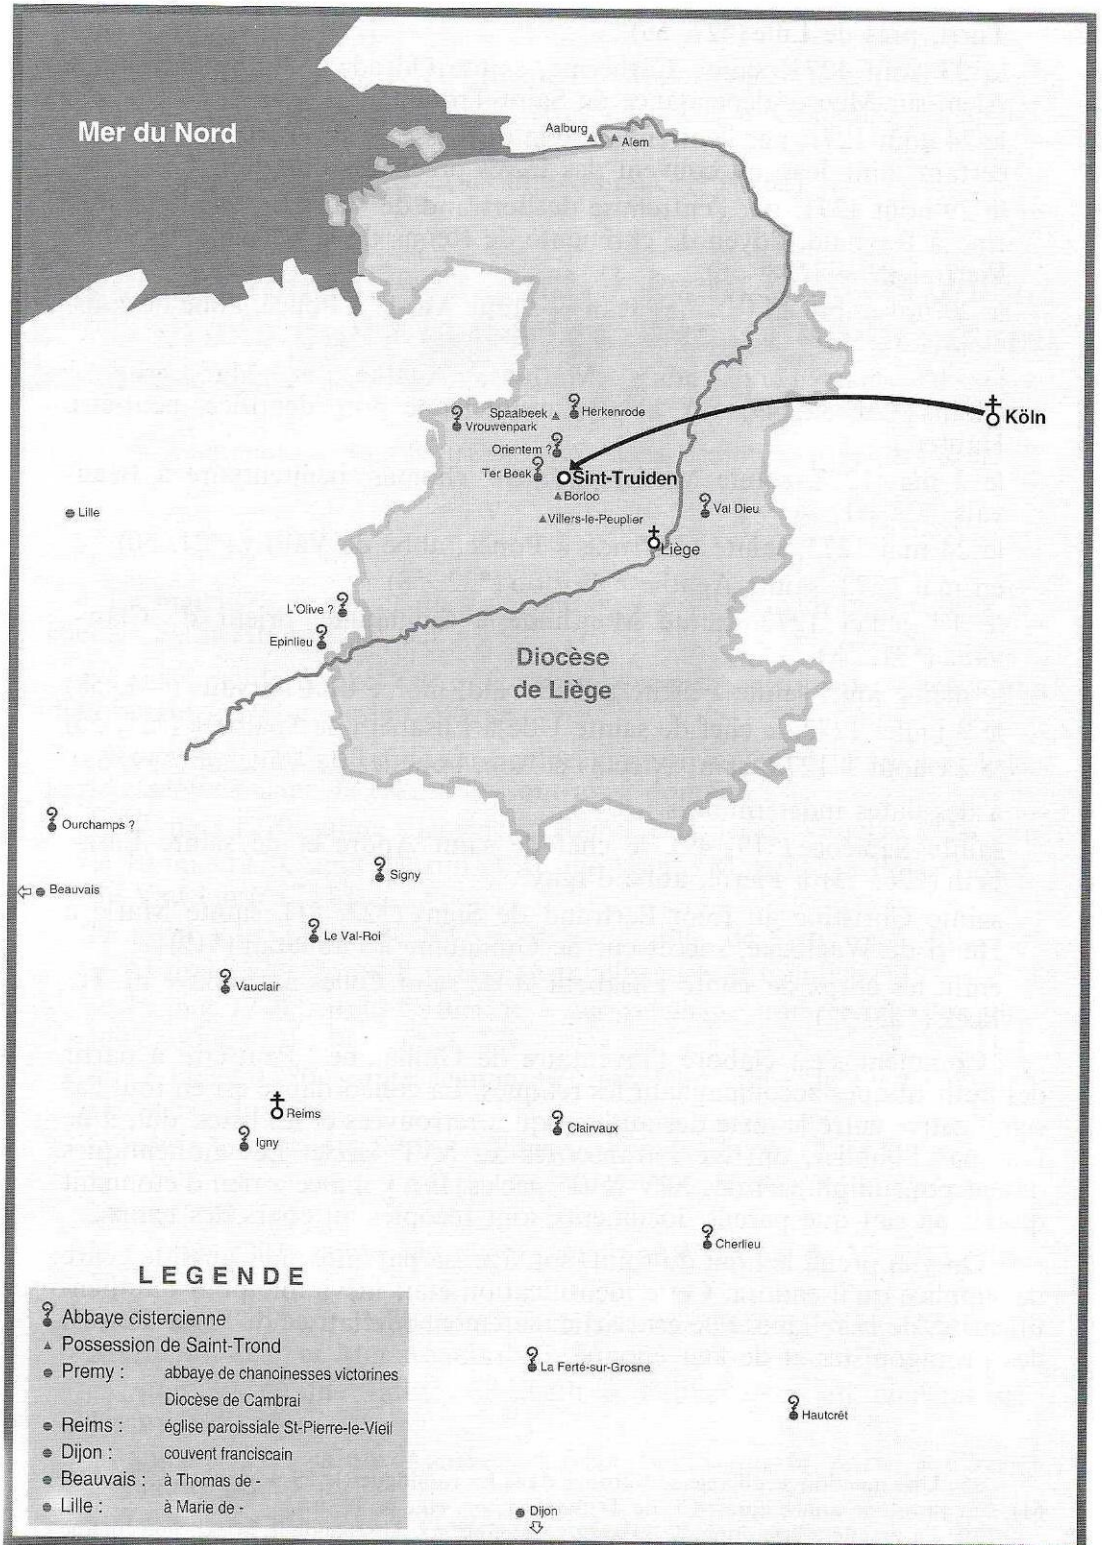 Mer du Nord
Aalburg
Alem
Spaalbeek
Herkenrode
Vrouwenpark
Köln
Orientem ?
Ter Beek
Sint-Truiden
Borloo
Lille
Villers-le-Peuplier
Val Dieu
Liège
L'Olive ?
Epinlieu
Diocèse
de Liège
Ourchamps ?
Signy
Beauvais
Le Val-Roi
Vauclair
Reims
Clairvaux
Igny
Cherlieu
LEGENDE
Abbaye cistercienne
Possession de Saint-Trond
Premy : abbaye de chanoinesses victorines
Diocèse de Cambrai
Reims : église paroissiale St-Pierre-le-Vieil
Dijon : couvent franciscain
Beauvais : à Thomas de -
Lille : à Marie de -
La Ferté-sur-Grosne
Hautcrêt
Dijon